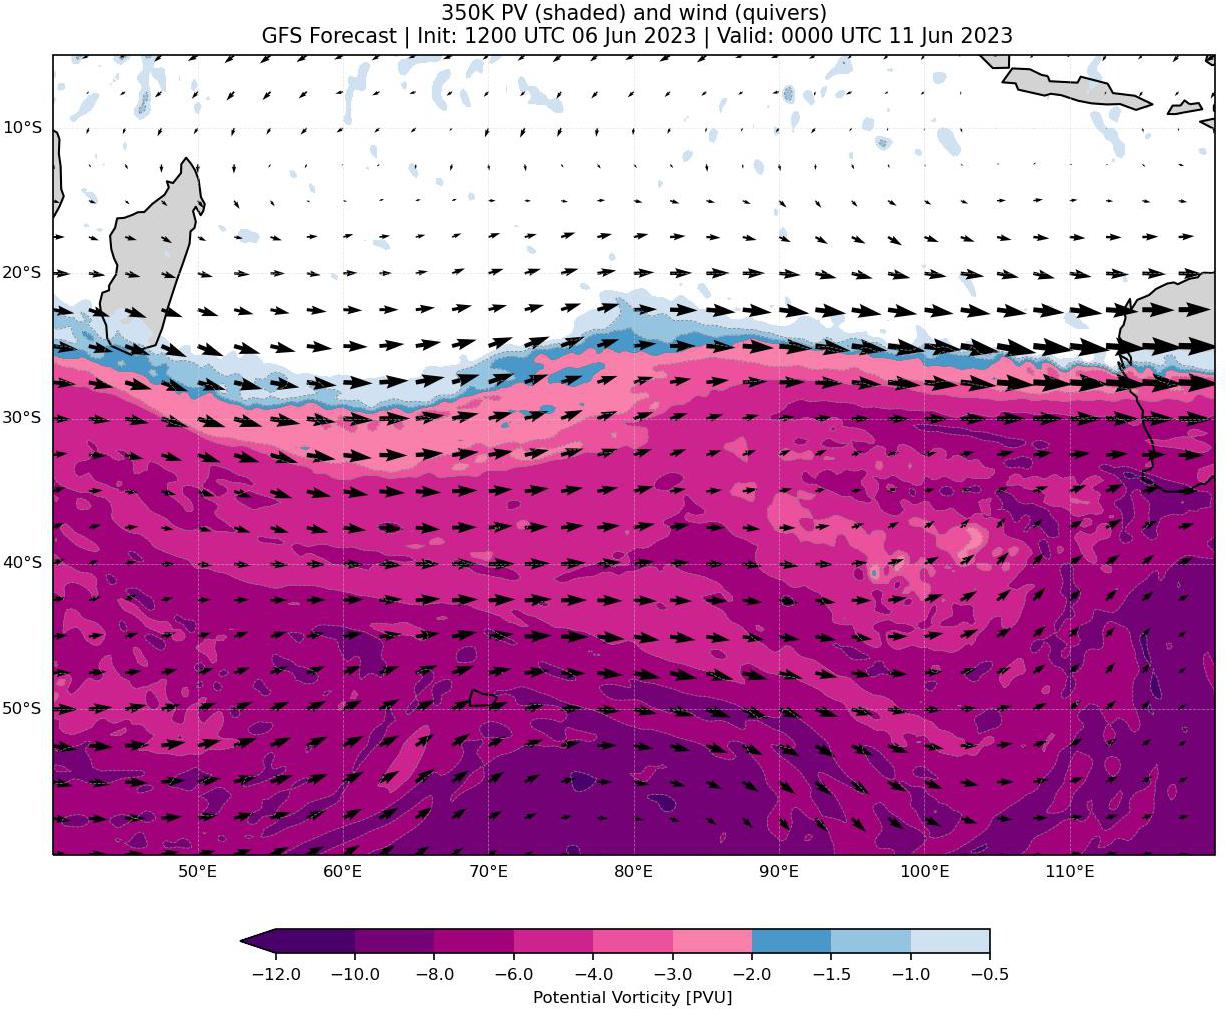 350K PV (shaded) and wind (quivers)
GFS Forecast | Init: 1200 UTC 06 Jun 2023 | Valid: 0000 UTC 11 Jun 2023
10°S
20°S
30°S
40°S
50°S
50°E 60°E 70°E 80°E 90°E 100°E 110°E
−12.0 −10.0 −8.0 −6.0 −4.0 −3.0 −2.0 −1.5 −1.0 −0.5
Potential Vorticity [PVU]